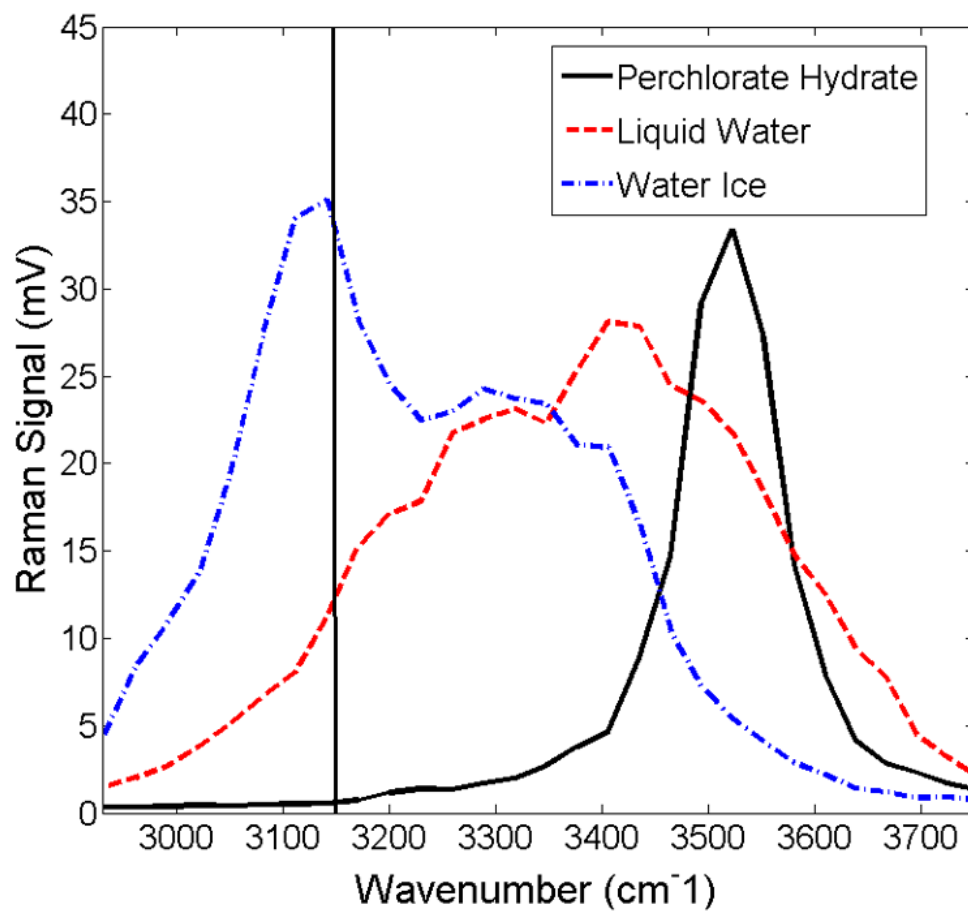 45
40
35
30
25
20
15
10
5
0
Raman Signal (mV)
Perchlorate Hydrate
Liquid Water
Water Ice
3000 3100 3200 3300 3400 3500 3600 3700
Wavenumber (cm-1)